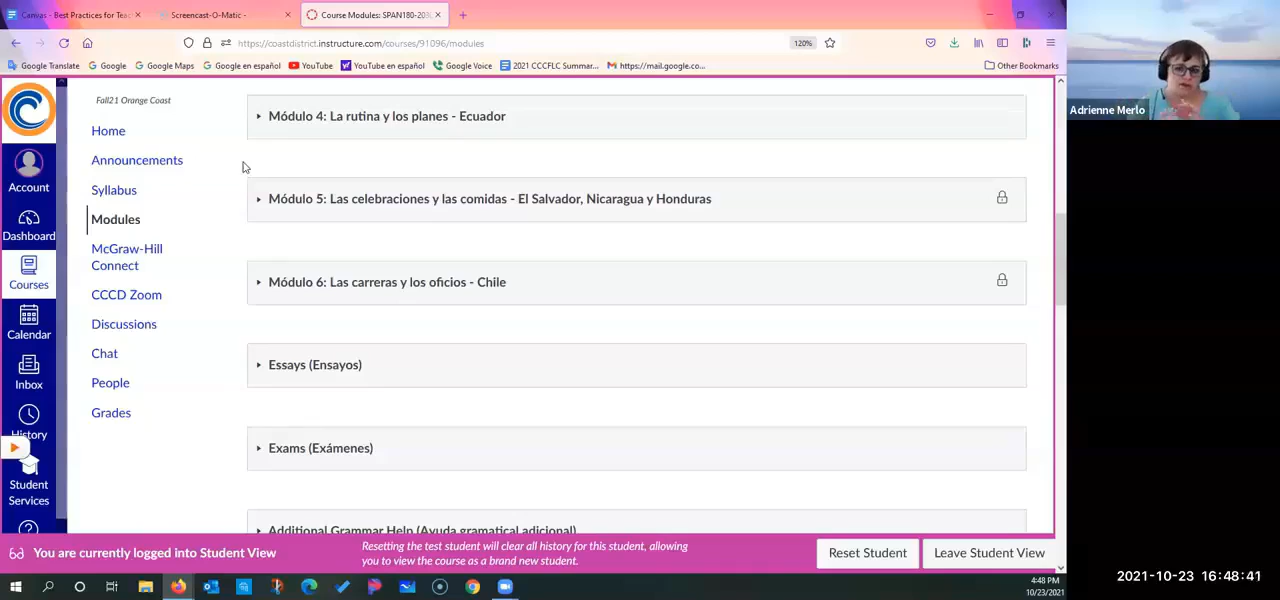 Canvas - Best Practices for Teac
Screencast-O-Matic -
Course Modules: SPAN180-203
https://coastdistrict.instructure.com/courses/91096/modules
120%
Google Translate
Google
Google Maps
Google en español
YouTube
YouTube en español
Google Voice
2021 CCCFLC Summar...
https://mail.google.co...
Other Bookmarks
Fall21 Orange Coast
Home
Announcements
Syllabus
Modules
McGraw-Hill
Connect
CCCD Zoom
Discussions
Chat
People
Grades
Account
Dashboard
Courses
Calendar
Inbox
History
Student
Services
Módulo 4: La rutina y los planes - Ecuador
Módulo 5: Las celebraciones y las comidas - El Salvador, Nicaragua y Honduras
Módulo 6: Las carreras y los oficios - Chile
Essays (Ensayos)
Exams (Exámenes)
Additional Grammar Help (Ayuda gramatical adicional)
You are currently logged into Student View
Resetting the test student will clear all history for this student, allowing
you to view the course as a brand new student.
Reset Student
Leave Student View
4:48 PM
10/23/2021
Adrienne Merlo
2021-10-23 16:48:41